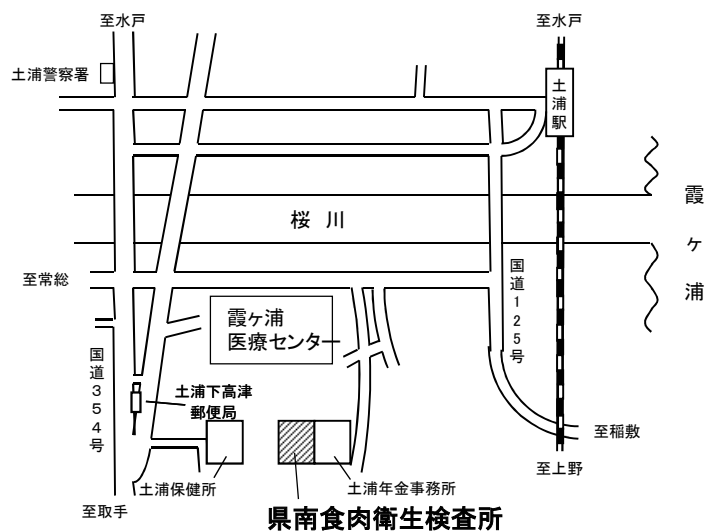 至水戸
至水戸
土浦警察署
土浦駅
霞ヶ浦
桜川
至常総
国道125号
霞ヶ浦
医療センター
国道354号
土浦下高津
郵便局
至稲敷
至上野
土浦保健所
土浦年金事務所
至取手
県南食肉衛生検査所